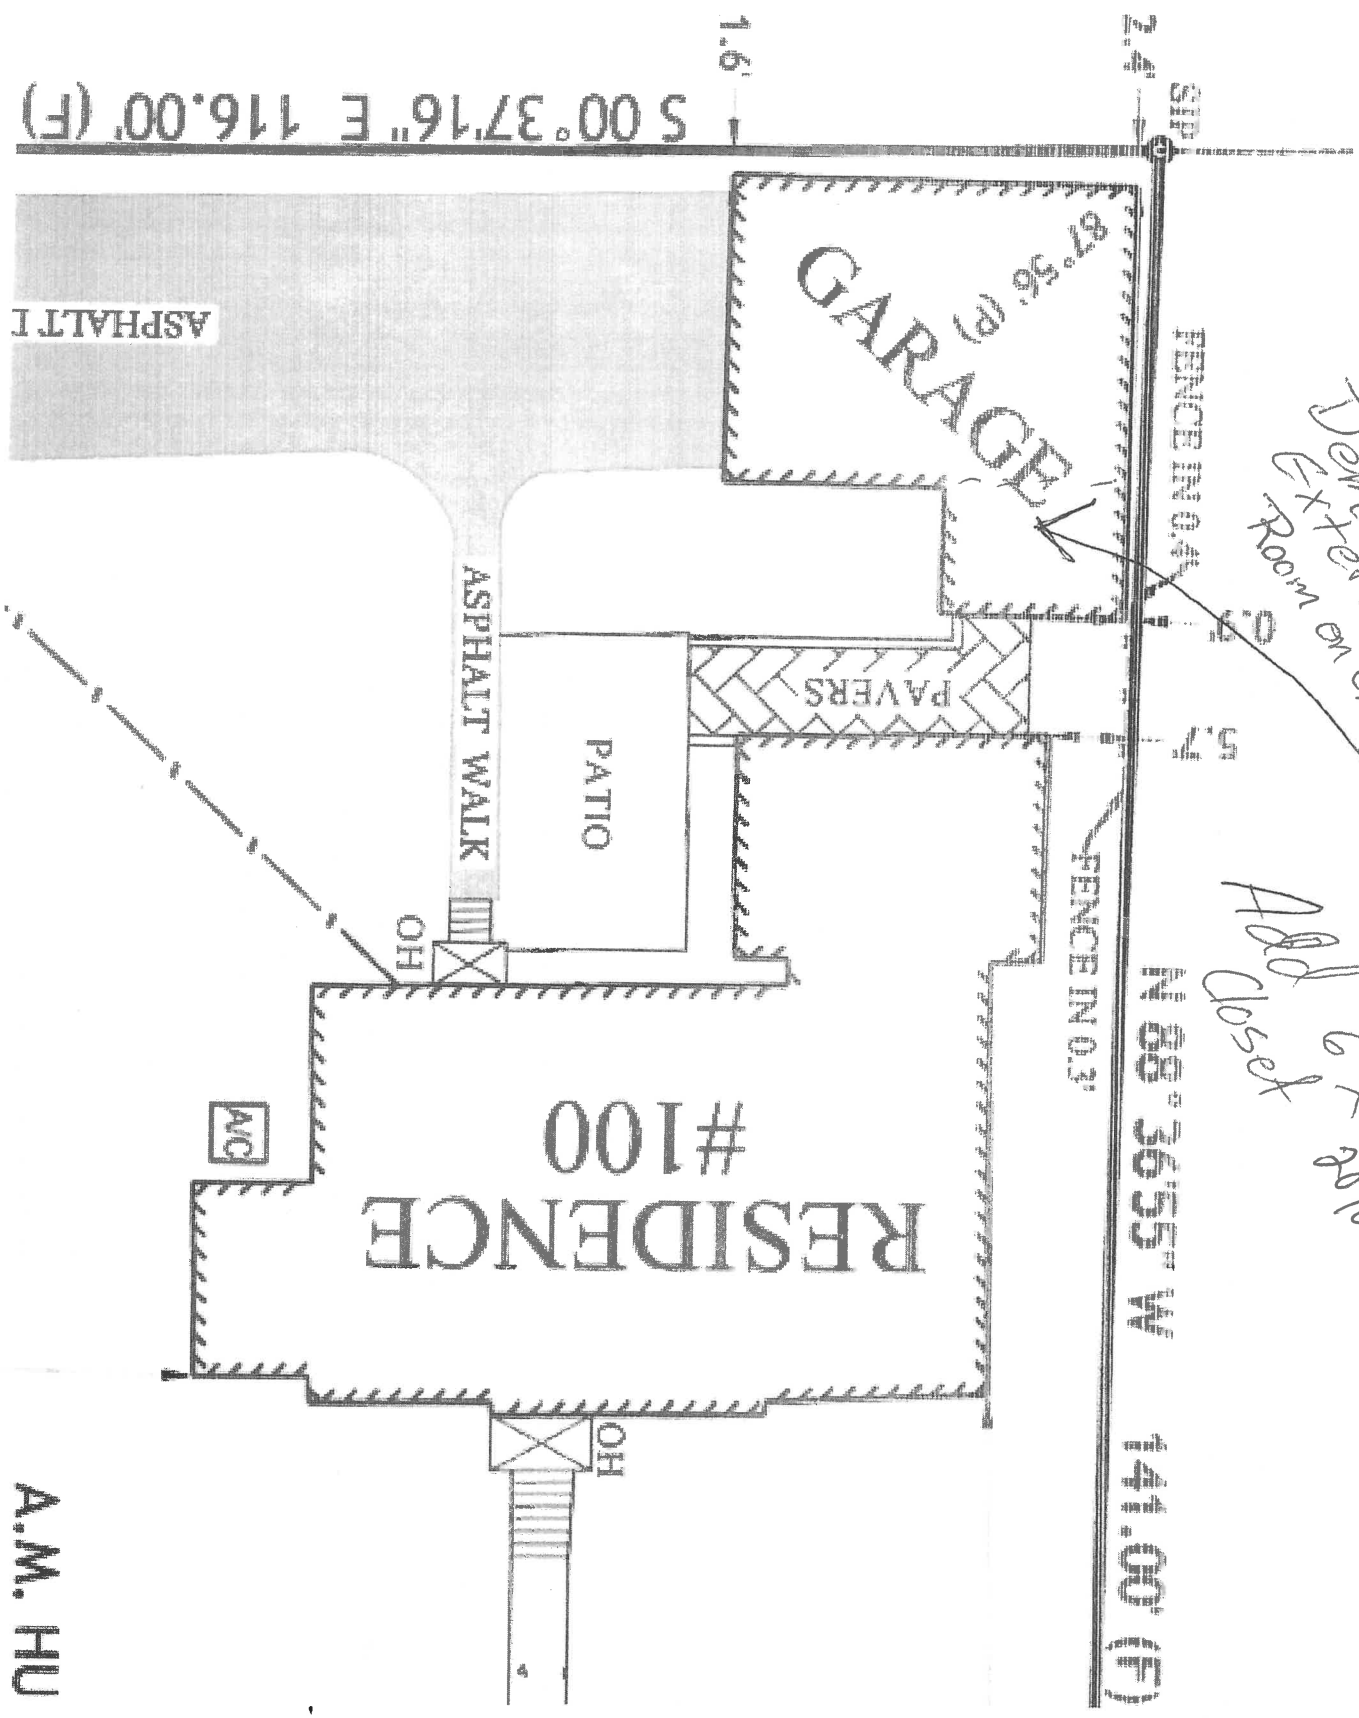 1.6'
2.4'
SIP
S 00°37'16" E 116.00' (F)
87°56' (P)
GARAGE
ASPHALT
FENCE IN 0.4'
Room on
0.9'
5.7'
PAVERS
ASPHALT WALK
PATIO
FENCE IN 0.3'
Add 6
Closet
OH
N 88°36'55" W 141.00' (F)
A/C
RESIDENCE
#100
OH
4
A.M. HU